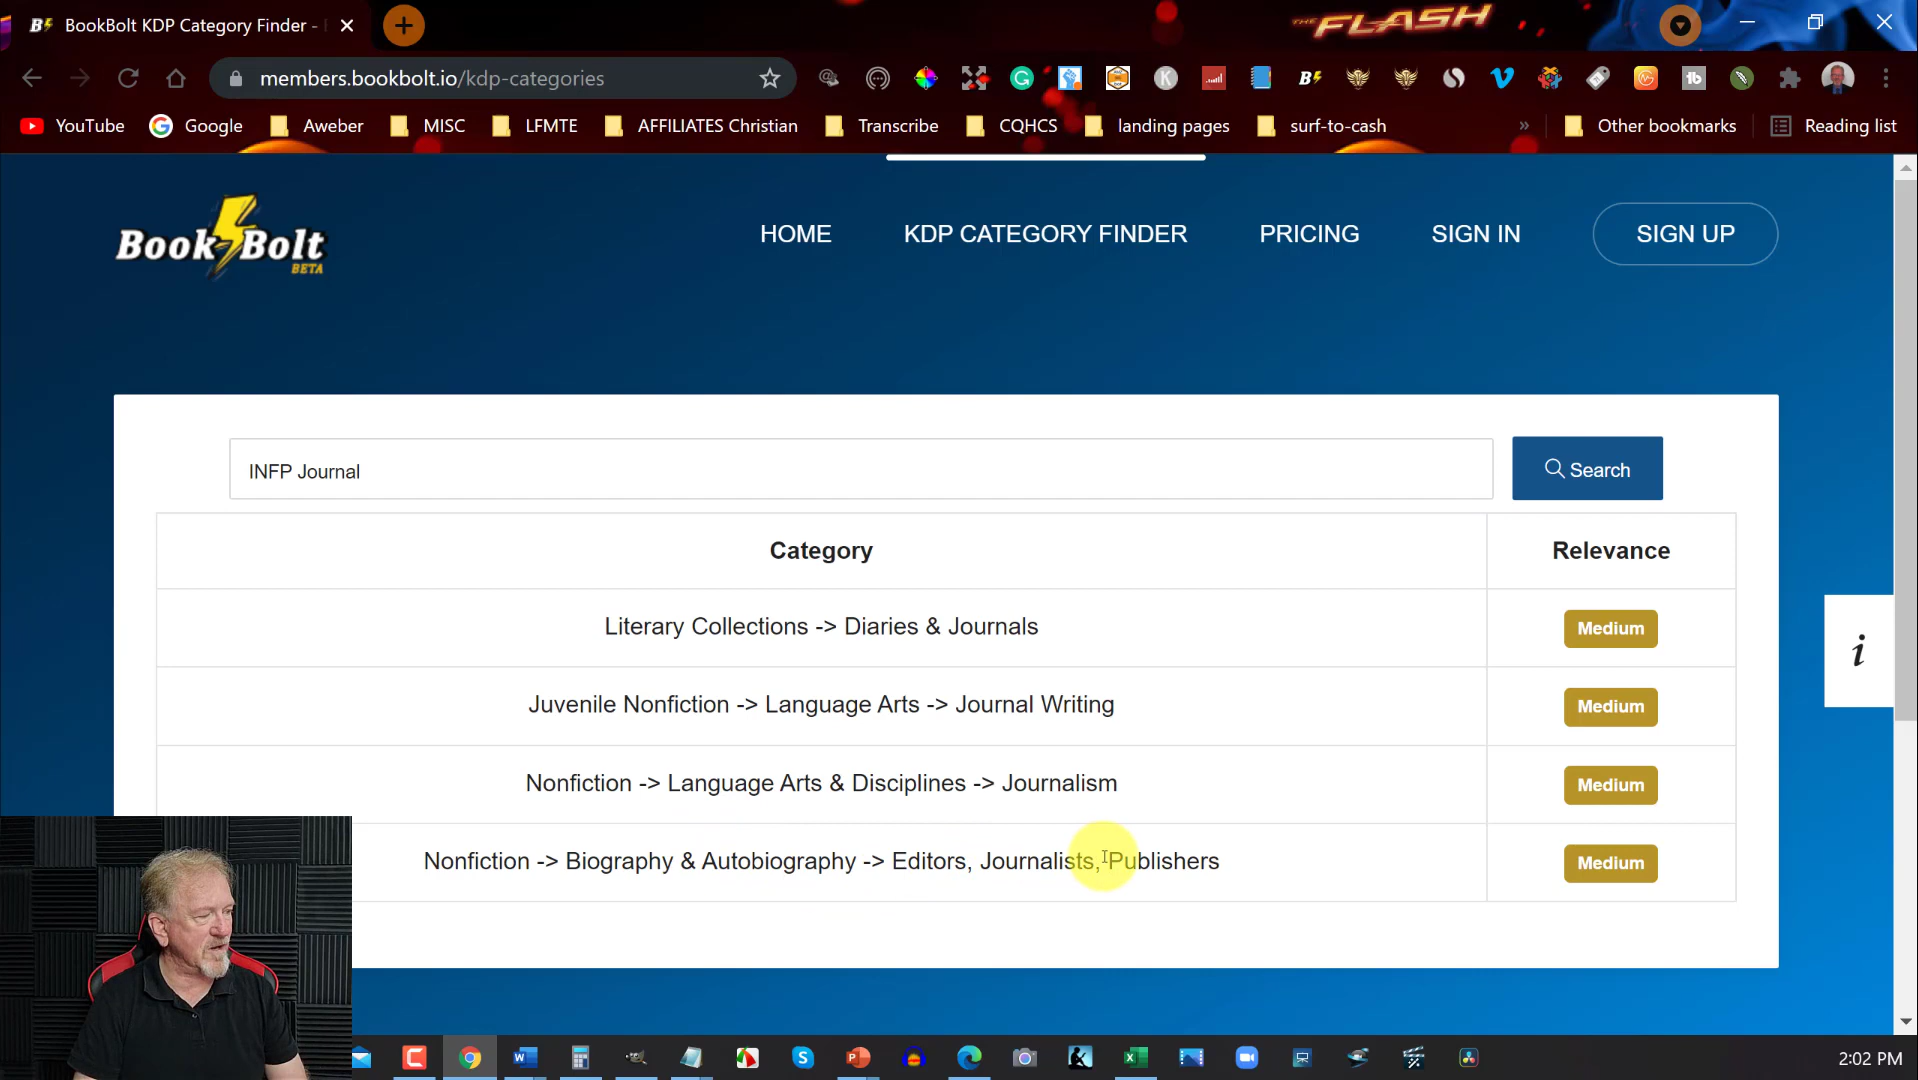 BookBolt KDP Category Finder -
THE FLASH
members.bookbolt.io/kdp-categories
YouTube Google Aweber MISC LFMTE AFFILIATES Christian Transcribe CQHCS landing pages surf-to-cash » Other bookmarks Reading list
Book Bolt
BETA
HOME KDP CATEGORY FINDER PRICING SIGN IN SIGN UP
INFP Journal Search
Category Relevance
Literary Collections -> Diaries & Journals Medium
Juvenile Nonfiction -> Language Arts -> Journal Writing Medium
Nonfiction -> Language Arts & Disciplines -> Journalism Medium
Nonfiction -> Biography & Autobiography -> Editors, Journalists, Publishers Medium
i
2:02 PM